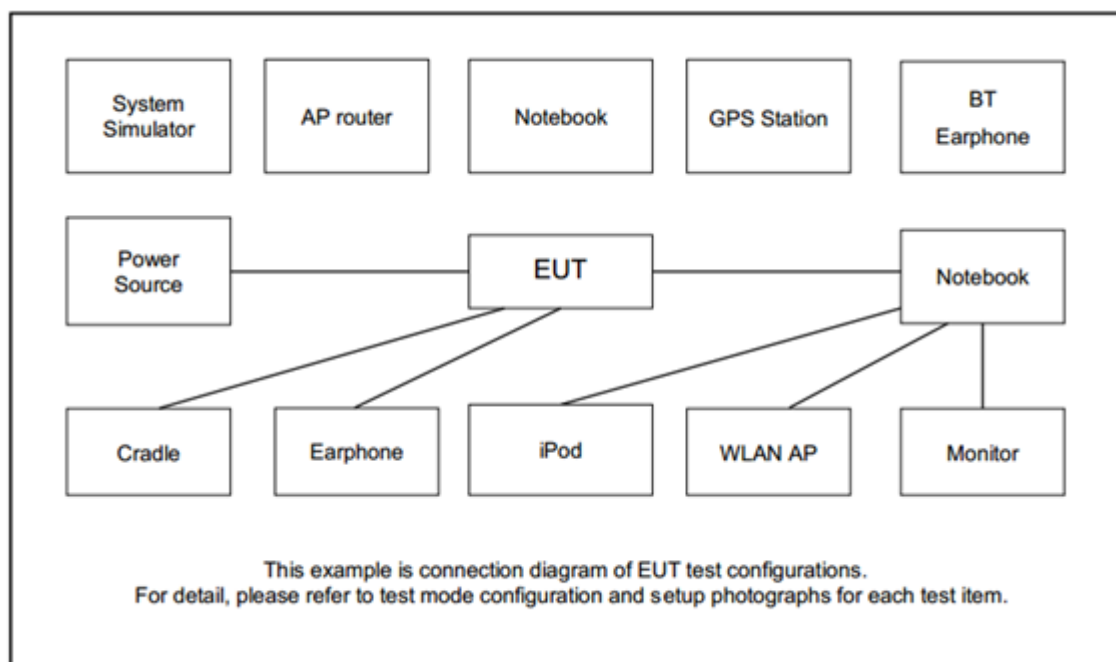 System
Simulator
AP router
Notebook
GPS Station
BT
Earphone
Power
Source
EUT
Notebook
Cradle
Earphone
iPod
WLAN AP
Monitor
This example is connection diagram of EUT test configurations.
For detail, please refer to test mode configuration and setup photographs for each test item.